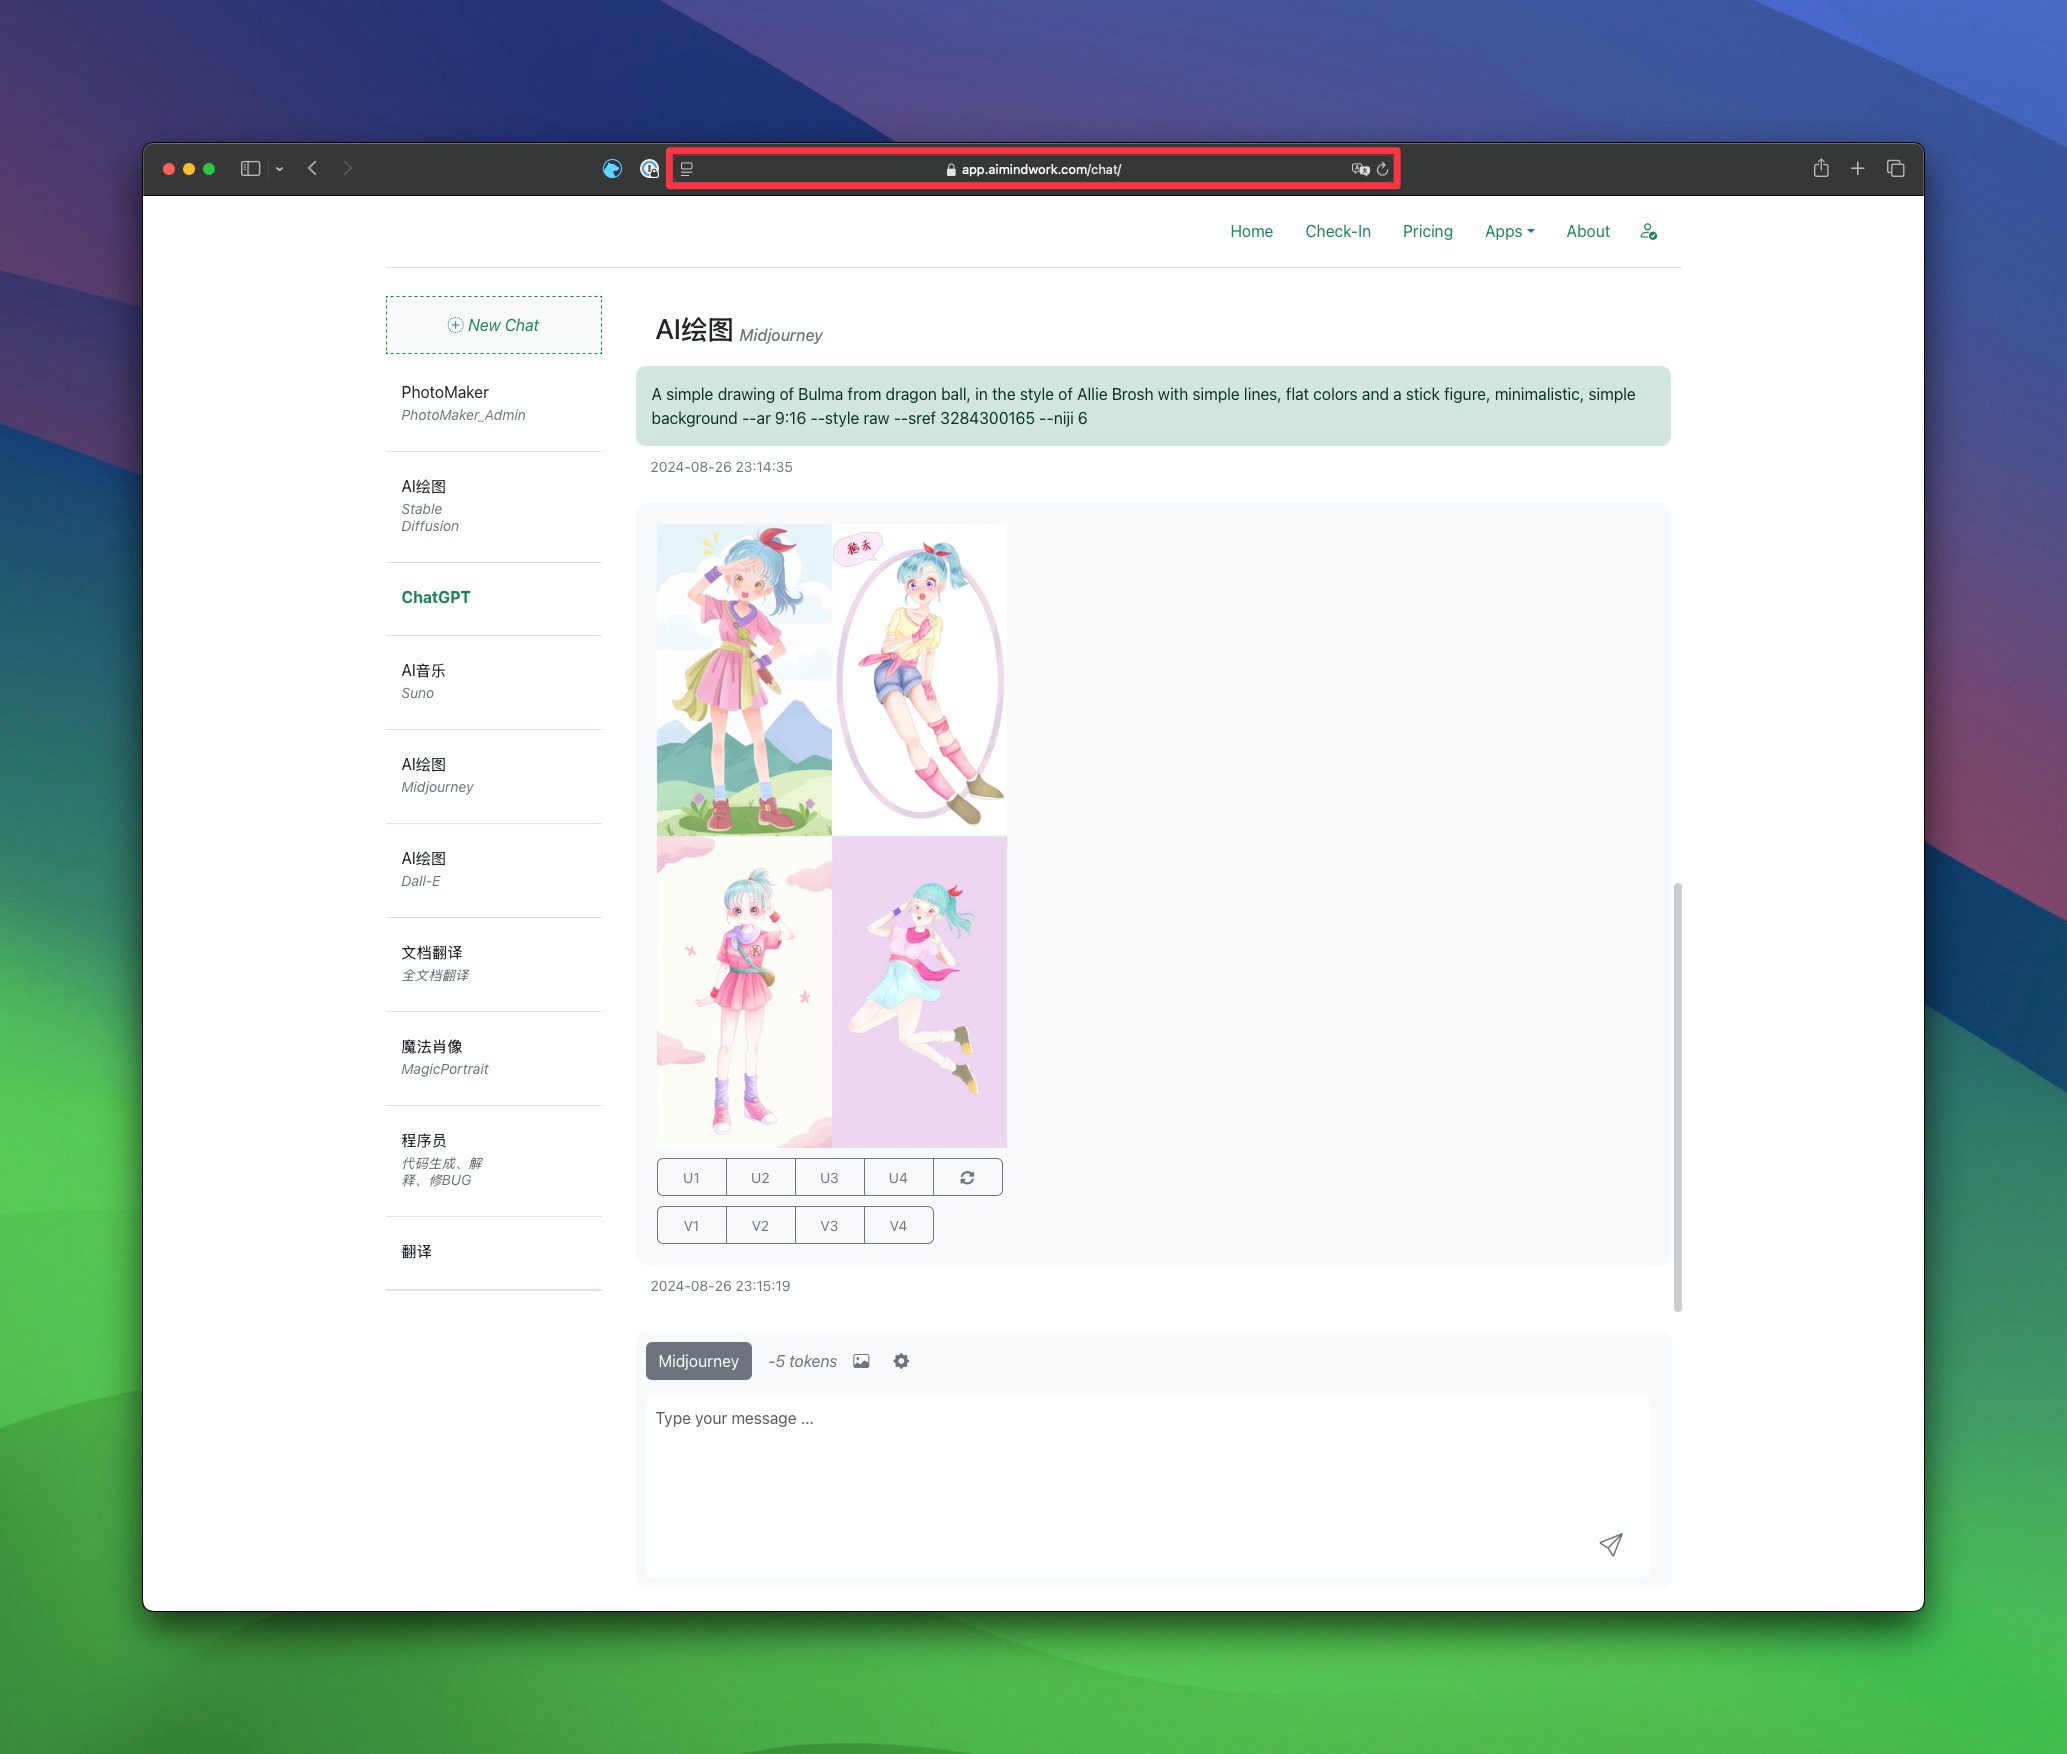 app.aimindwork.com/chat/
Home
Check-In
Pricing
Apps
About
New Chat
PhotoMaker
PhotoMaker_Admin
AI绘图
Stable
Diffusion
ChatGPT
AI音乐
Suno
AI绘图
Midjourney
AI绘图
Dall-E
文档翻译
全文档翻译
魔法肖像
MagicPortrait
程序员
代码生成、解
释、修BUG
翻译
AI绘图 Midjourney
A simple drawing of Bulma from dragon ball, in the style of Allie Brosh with simple lines, flat colors and a stick figure, minimalistic, simple
background --ar 9:16 --style raw --sref 3284300165 --niji 6
2024-08-26 23:14:35
U1
U2
U3
U4
V1
V2
V3
V4
2024-08-26 23:15:19
Midjourney
-5 tokens
Type your message ...